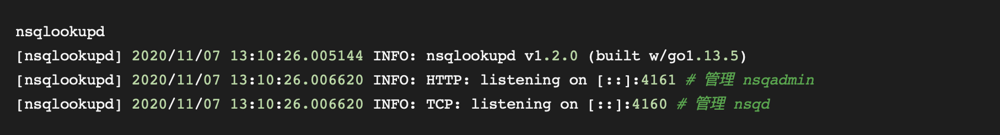 nsqlookupd
[nsqlookupd] 2020/11/07 13:10:26.005144 INFO: nsqlookupd v1.2.0 (built w/go1.13.5)
[nsqlookupd] 2020/11/07 13:10:26.006620 INFO: HTTP: listening on [::]:4161 # 管理 nsqadmin
[nsqlookupd] 2020/11/07 13:10:26.006620 INFO: TCP: listening on [::]:4160 # 管理 nsqd